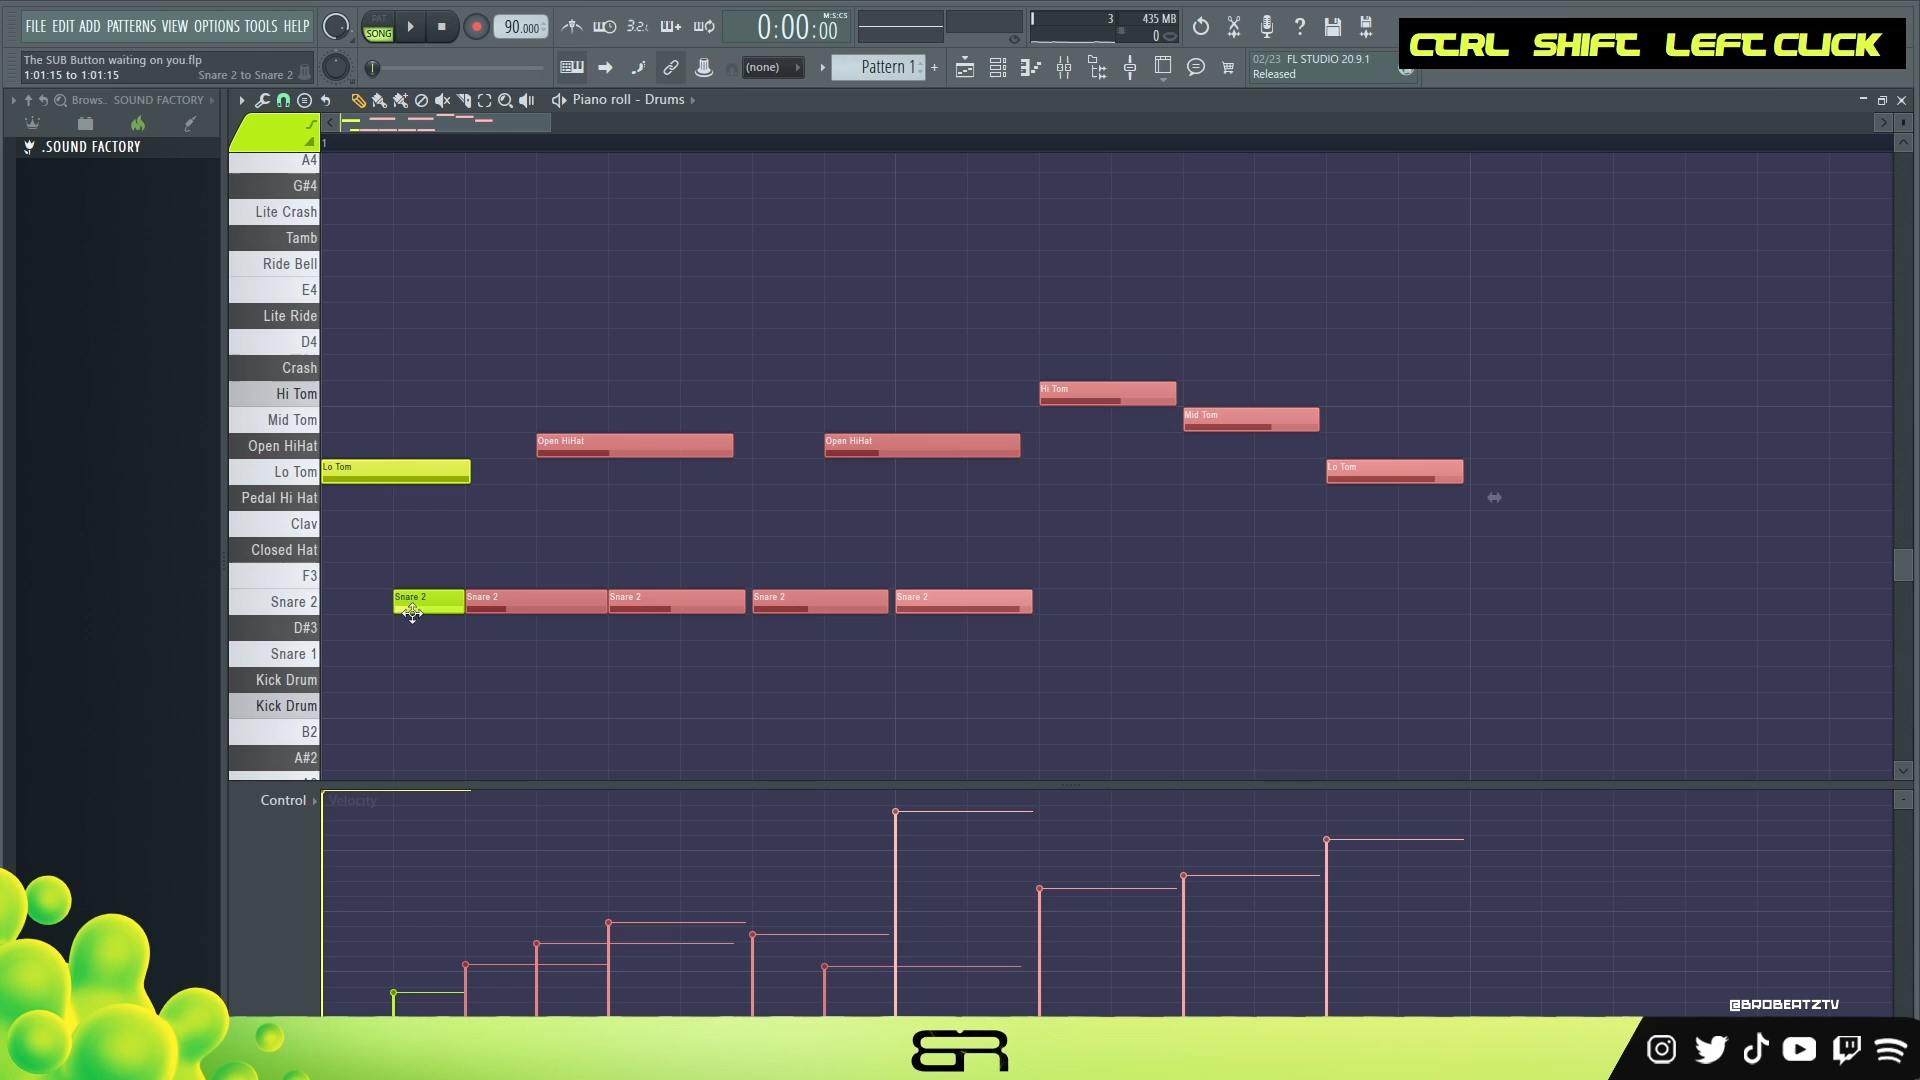 FILE EDIT ADD PATTERNS VIEW OPTIONS TOOLS HELP
PAT
SONG
90.000
3.2.
0:00:00
M:S:CS
3
435 MB
0
CTRL SHIFT LEFT CLICK
The SUB Button waiting on you.flp
1:01:15 to 1:01:15
Snare 2 to Snare 2
(none)
Pattern 1
02/23 FL STUDIO 20.9.1
Released
Brows.. SOUND FACTORY
Piano roll - Drums
.SOUND FACTORY
1
A4
G#4
Lite Crash
Tamb
Ride Bell
E4
Lite Ride
D4
Crash
Hi Tom
Hi Tom
Mid Tom
Mid Tom
Open HiHat
Open HiHat
Open HiHat
Lo Tom
Lo Tom
Lo Tom
Pedal Hi Hat
Clav
Closed Hat
F3
Snare 2
Snare 2
Snare 2
Snare 2
Snare 2
Snare 2
D#3
Snare 1
Kick Drum
Kick Drum
B2
A#2
Control
Velocity
@BROBEATZTV
BR